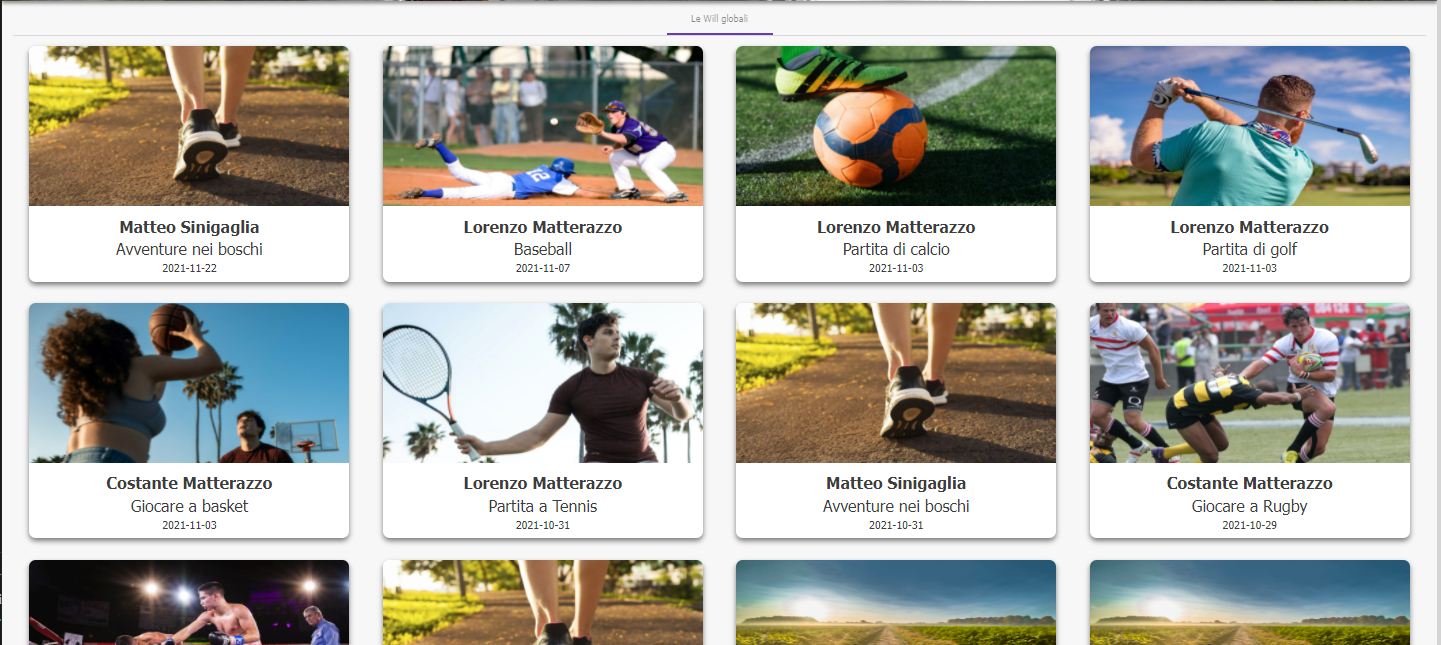 Le Will globali
Matteo Sinigaglia
Avventure nei boschi
2021-11-22
Lorenzo Matterazzo
Baseball
2021-11-07
12
Lorenzo Matterazzo
Partita di calcio
2021-11-03
Lorenzo Matterazzo
Partita di golf
2021-11-03
Costante Matterazzo
Giocare a basket
2021-11-03
Lorenzo Matterazzo
Partita a Tennis
2021-10-31
Matteo Sinigaglia
Avventure nei boschi
2021-10-31
Costante Matterazzo
Giocare a Rugby
2021-10-29